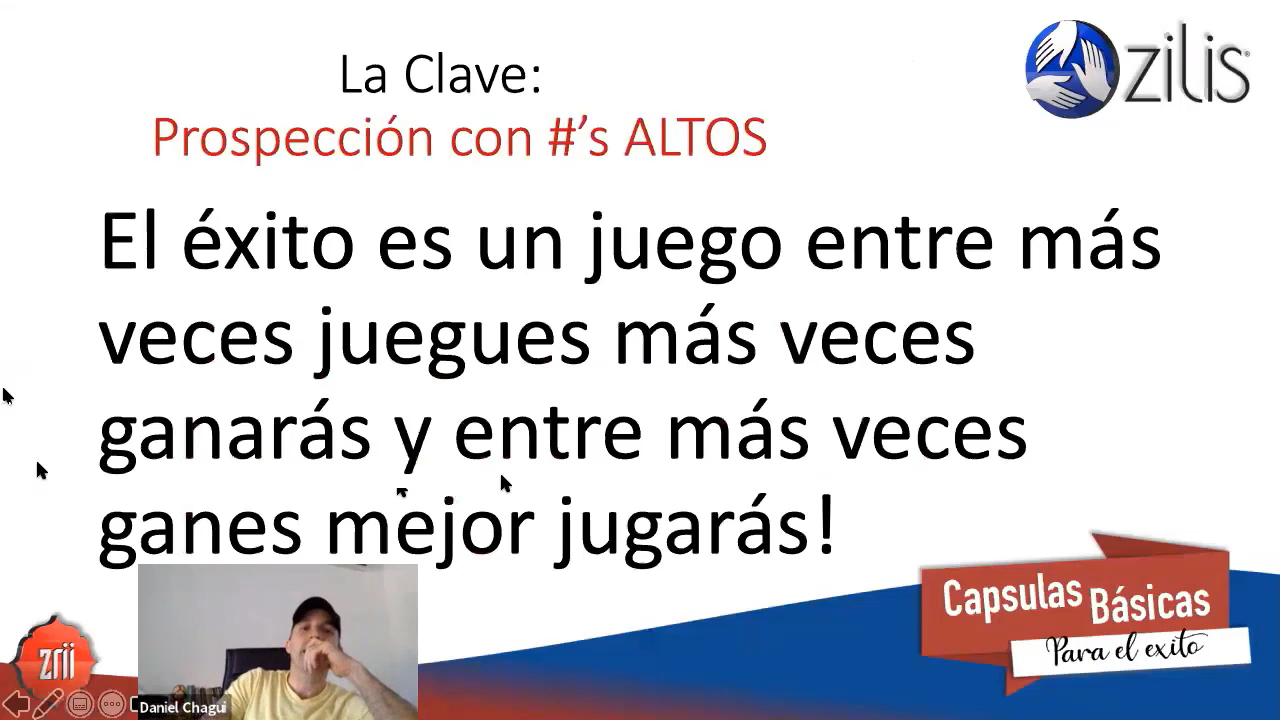 La Clave:
Prospección con #’s ALTOS
zilis®
El éxito es un juego entre más
veces juegues más veces
ganarás y entre más veces
ganes mejor jugarás!
Capsulas Básicas
Para el exito
zrii
Daniel Chagui